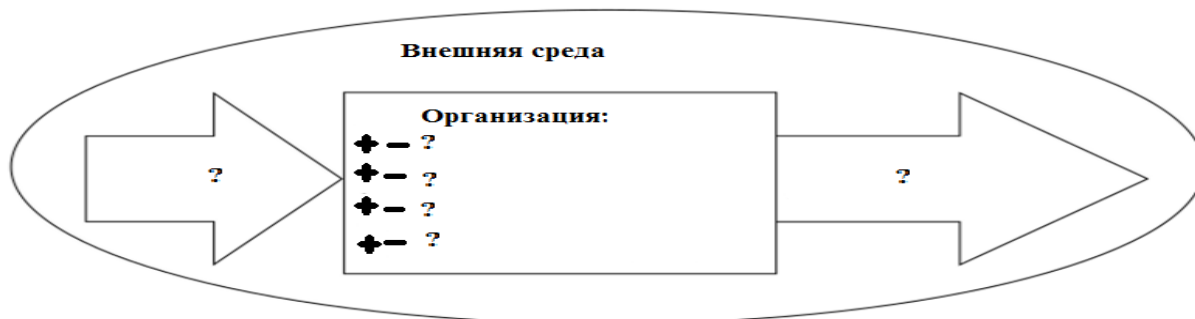 Внешняя среда
Организация:
+ – ?
+ – ?
+ – ?
+ – ?
?
?